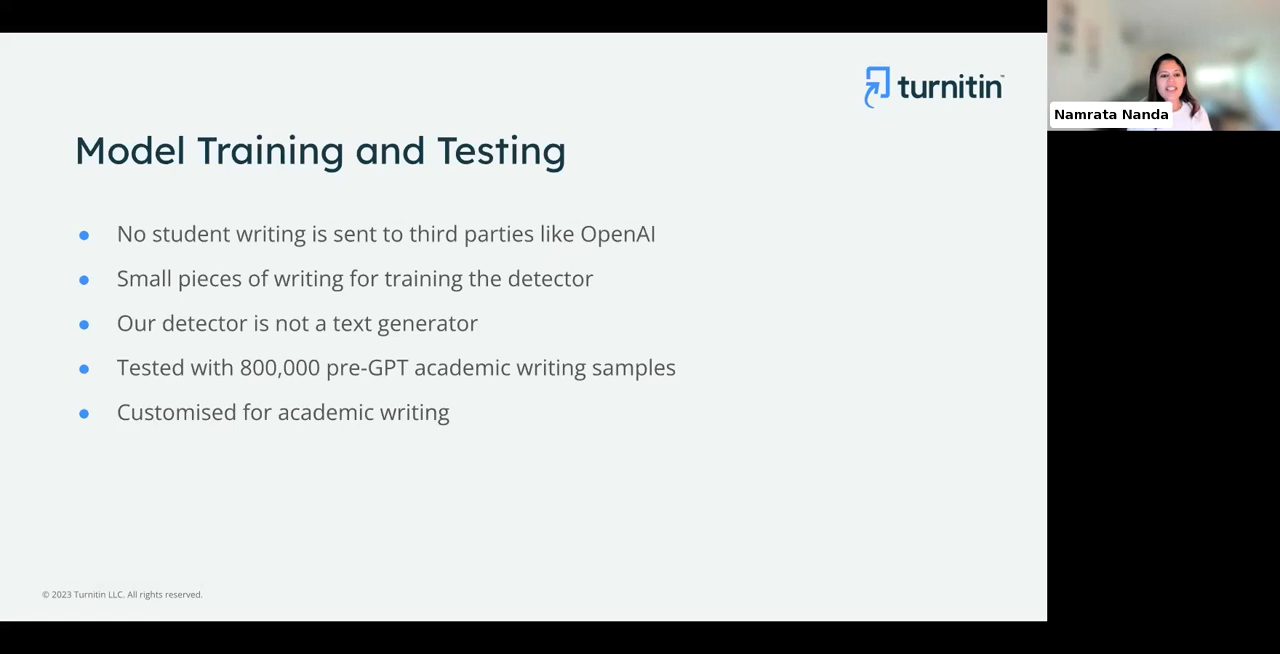 turnitin™
Namrata Nanda
Model Training and Testing
● No student writing is sent to third parties like OpenAI
● Small pieces of writing for training the detector
● Our detector is not a text generator
● Tested with 800,000 pre-GPT academic writing samples
● Customised for academic writing
© 2023 Turnitin LLC. All rights reserved.